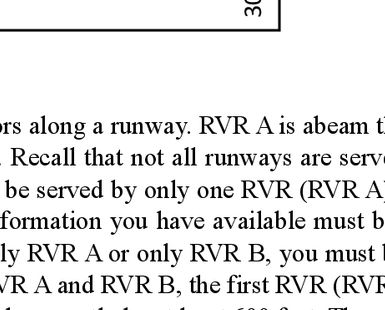 30
ors along a runway. RVR A is abeam
. Recall that not all runways are
be served by only one RVR (RVR A)
formation you have available must
ly RVR A or only RVR B, you must
VR A and RVR B, the first RVR (RVR